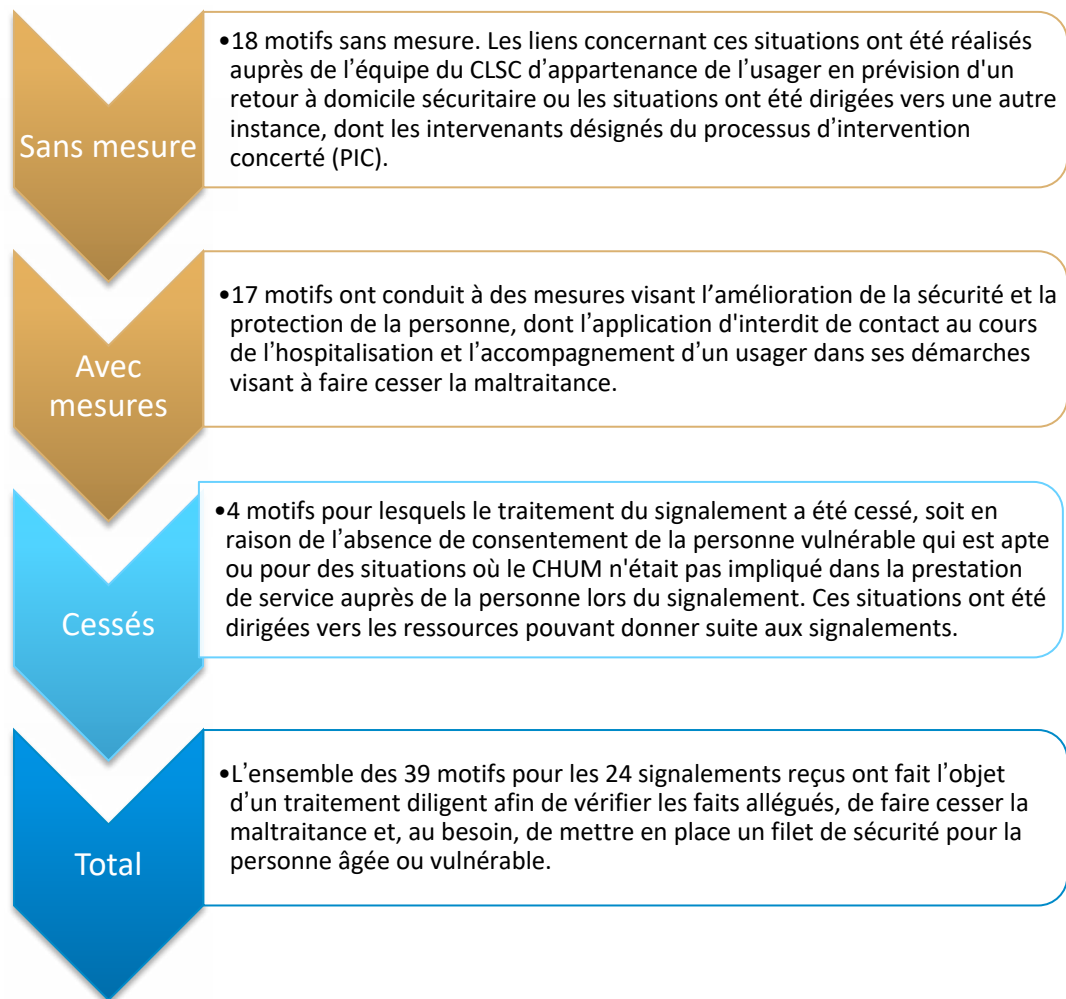 Sans mesure
•18 motifs sans mesure. Les liens concernant ces situations ont été réalisés
auprès de l'équipe du CLSC d'appartenance de l'usager en prévision d'un
retour à domicile sécuritaire ou les situations ont été dirigées vers une autre
instance, dont les intervenants désignés du processus d'intervention
concerté (PIC).
Avec
mesures
•17 motifs ont conduit à des mesures visant l'amélioration de la sécurité et la
protection de la personne, dont l'application d'interdit de contact au cours
de l'hospitalisation et l'accompagnement d'un usager dans ses démarches
visant à faire cesser la maltraitance.
Cessés
•4 motifs pour lesquels le traitement du signalement a été cessé, soit en
raison de l'absence de consentement de la personne vulnérable qui est apte
ou pour des situations où le CHUM n'était pas impliqué dans la prestation
de service auprès de la personne lors du signalement. Ces situations ont été
dirigées vers les ressources pouvant donner suite aux signalements.
Total
•L'ensemble des 39 motifs pour les 24 signalements reçus ont fait l'objet
d'un traitement diligent afin de vérifier les faits allégués, de faire cesser la
maltraitance et, au besoin, de mettre en place un filet de sécurité pour la
personne âgée ou vulnérable.